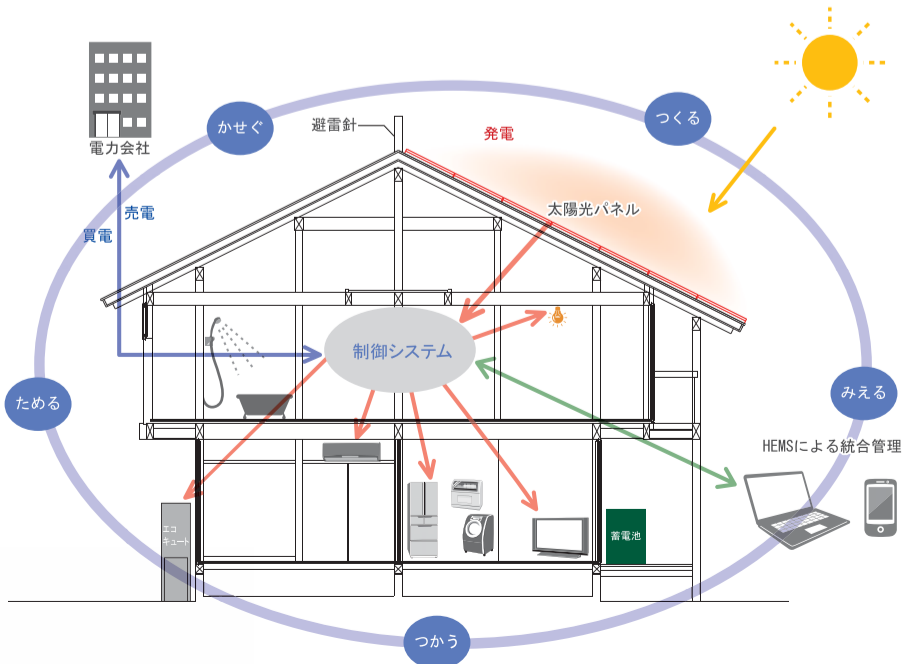 かせぐ
つくる
避雷針
発電
電力会社
売電
買電
太陽光パネル
制御システム
ためる
みえる
HEMSによる統合管理
エコ
キュート
蓄電池
つかう